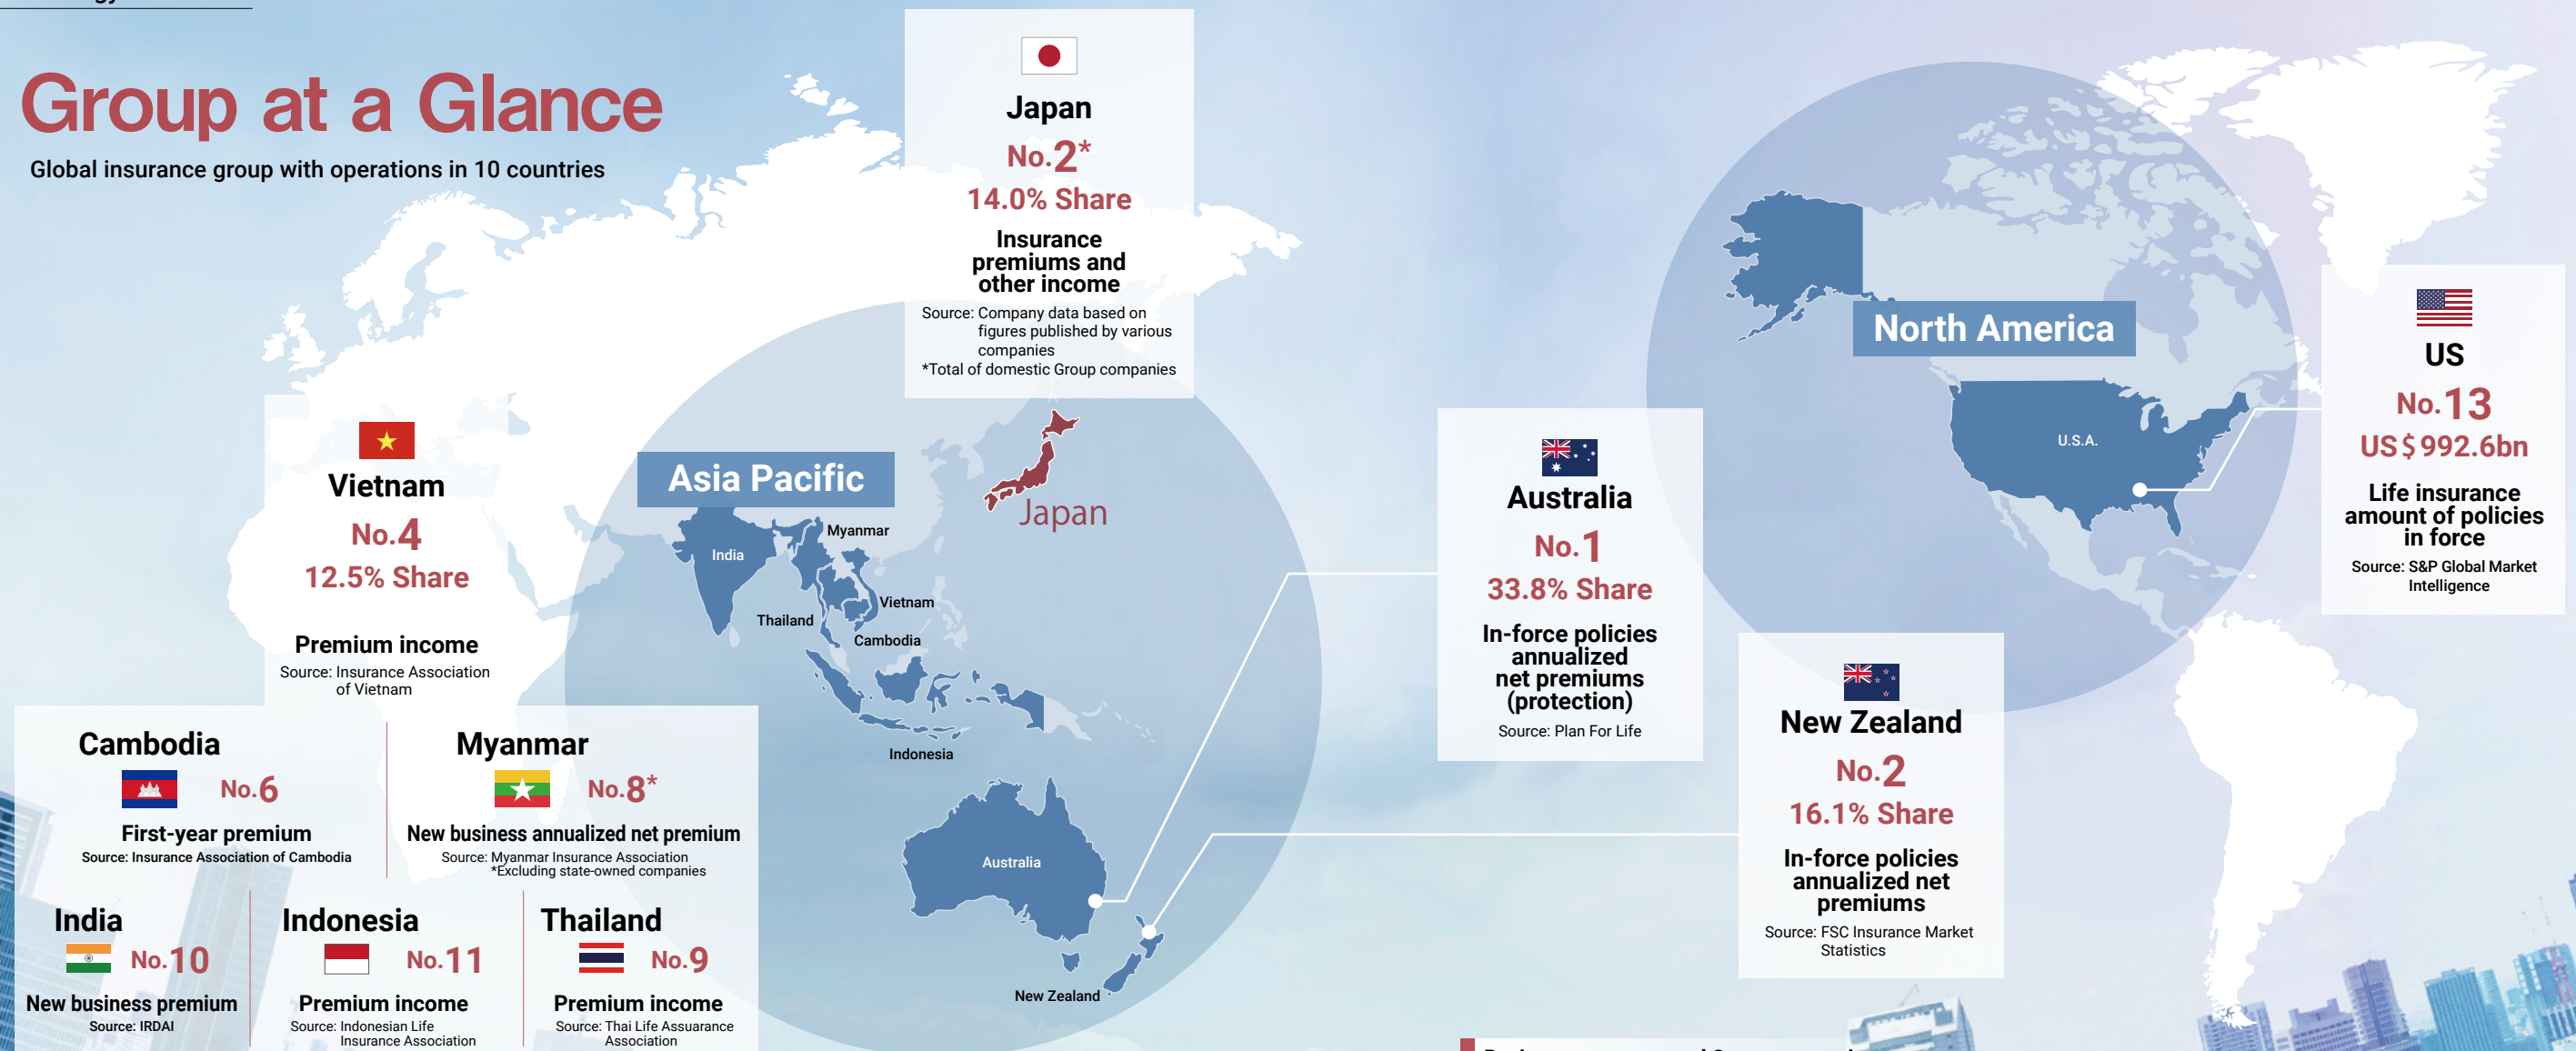 Group at a Glance
Global insurance group with operations in 10 countries
Japan
No.2*
14.0% Share
Insurance
premiums and
other income
Source: Company data based on
figures published by various
companies
*Total of domestic Group companies
Vietnam
No.4
12.5% Share
Premium income
Source: Insurance Association
of Vietnam
Cambodia
No.6
First-year premium
Source: Insurance Association of Cambodia
Myanmar
No.8*
New business annualized net premium
Source: Myanmar Insurance Association
*Excluding state-owned companies
India
No.10
New business premium
Source: IRDAI
Indonesia
No.11
Premium income
Source: Indonesian Life
Insurance Association
Thailand
No.9
Premium income
Source: Thai Life Assuarance
Association
Asia Pacific
Japan
India
Myanmar
Vietnam
Thailand
Cambodia
Indonesia
Australia
New Zealand
Australia
No.1
33.8% Share
In-force policies
annualized
net premiums
(protection)
Source: Plan For Life
New Zealand
No.2
16.1% Share
In-force policies
annualized net
premiums
Source: FSC Insurance Market
Statistics
North America
U.S.A.
US
No.13
US$992.6bn
Life insurance
amount of policies
in force
Source: S&P Global Market
Intelligence